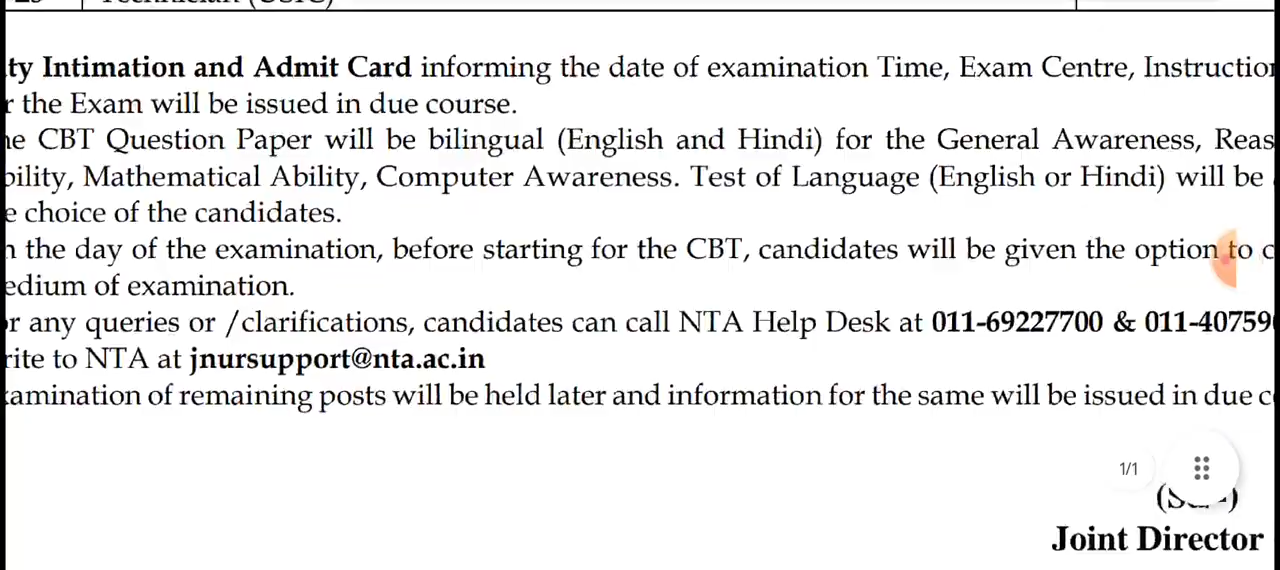 Technician (USIC)
ty Intimation and Admit Card informing the date of examination Time, Exam Centre, Instruction
r the Exam will be issued in due course.
he CBT Question Paper will be bilingual (English and Hindi) for the General Awareness, Reas
bility, Mathematical Ability, Computer Awareness. Test of Language (English or Hindi) will be
e choice of the candidates.
n the day of the examination, before starting for the CBT, candidates will be given the option to c
edium of examination.
or any queries or /clarifications, candidates can call NTA Help Desk at 011-69227700 & 011-40759
rite to NTA at jnursupport@nta.ac.in
xamination of remaining posts will be held later and information for the same will be issued in due c
1/1
Joint Director